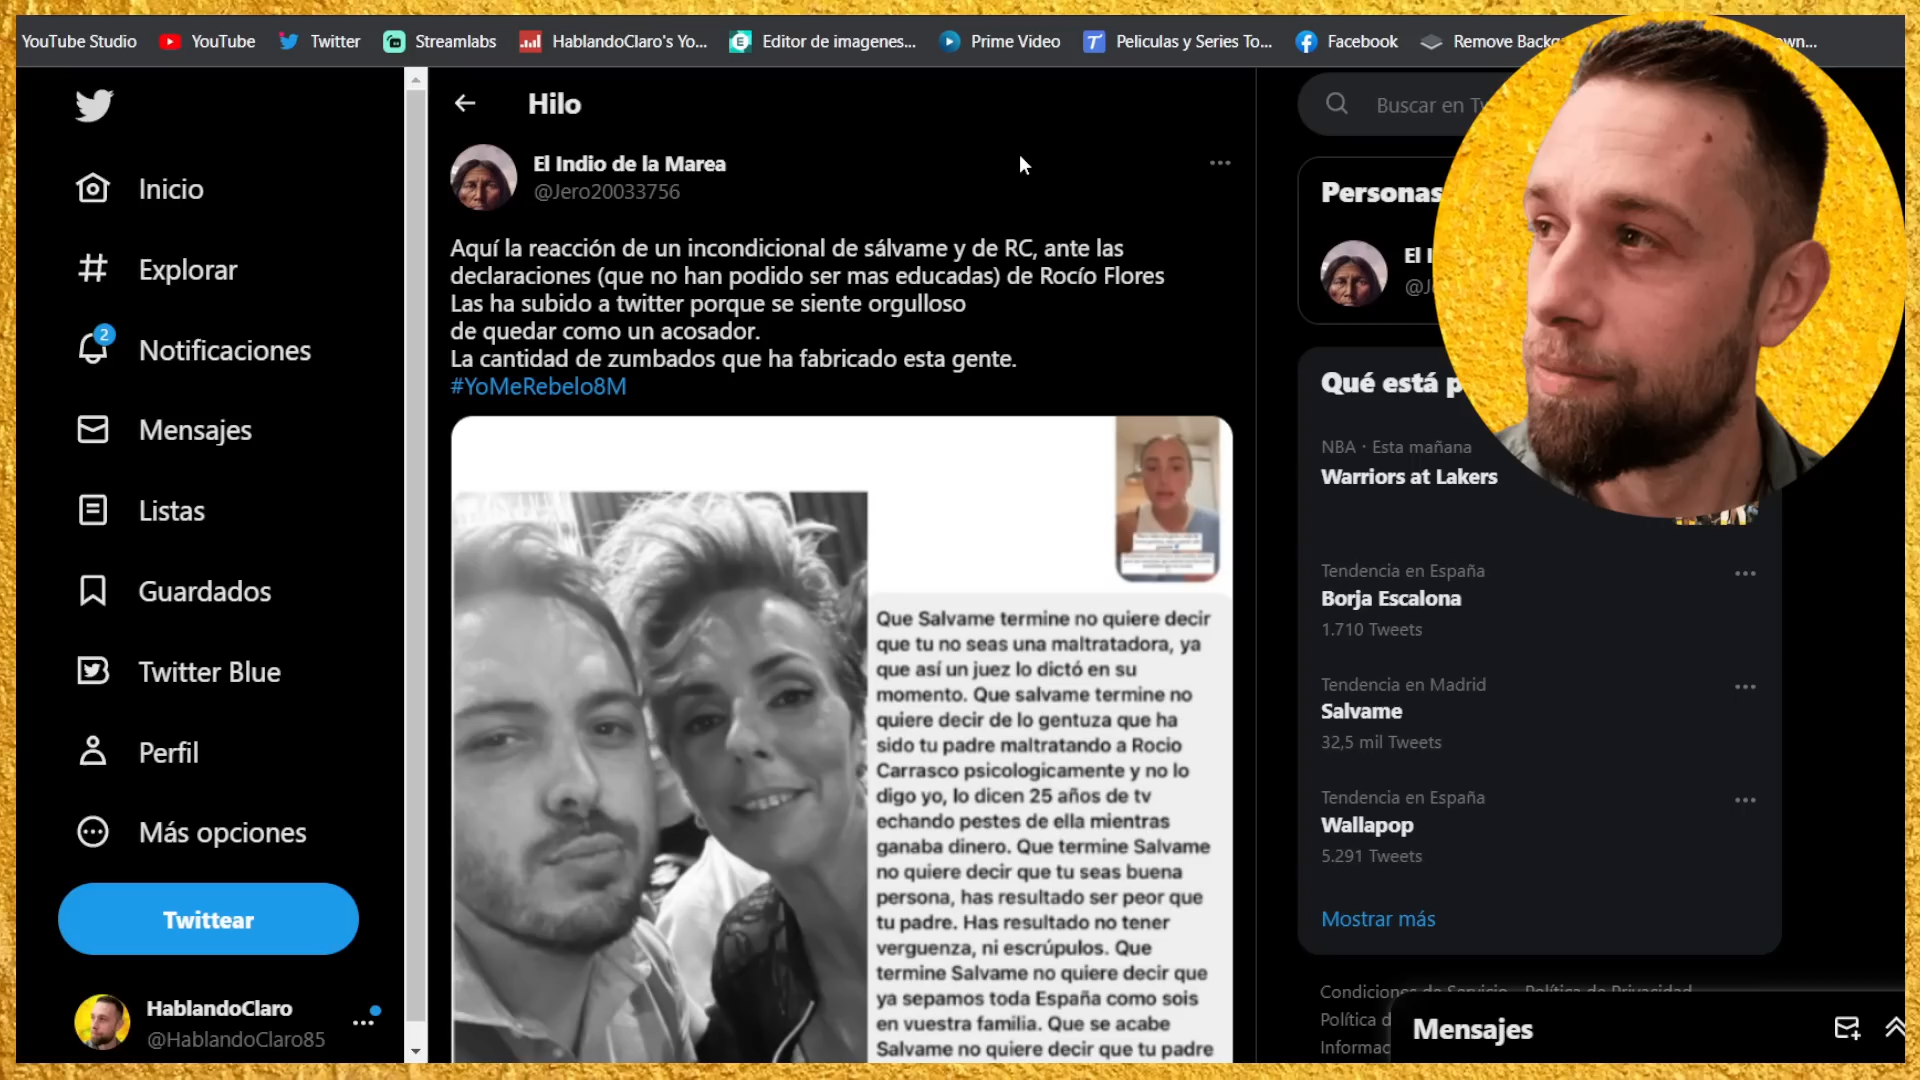 YouTube Studio
YouTube
Twitter
Streamlabs
HablandoClaro's Yo...
Editor de imagenes...
Prime Video
Peliculas y Series To...
Facebook
Remove Backg
wn...
Inicio
Explorar
2
Notificaciones
Mensajes
Listas
Guardados
Twitter Blue
Perfil
Más opciones
Twittear
HablandoClaro
@HablandoClaro85
Hilo
El Indio de la Marea
@Jero20033756
Aquí la reacción de un incondicional de sálvame y de RC, ante las
declaraciones (que no han podido ser mas educadas) de Rocío Flores
Las ha subido a twitter porque se siente orgulloso
de quedar como un acosador.
La cantidad de zumbados que ha fabricado esta gente.
#YoMeRebelo8M
Que Salvame termine no quiere decir
que tu no seas una maltratadora, ya
que así un juez lo dictó en su
momento. Que salvame termine no
quiere decir de lo gentuza que ha
sido tu padre maltratando a Rocio
Carrasco psicologicamente y no lo
digo yo, lo dicen 25 años de tv
echando pestes de ella mientras
ganaba dinero. Que termine Salvame
no quiere decir que tu seas buena
persona, has resultado ser peor que
tu padre. Has resultado no tener
verguenza, ni escrúpulos. Que
termine Salvame no quiere decir que
ya sepamos toda España como sois
en vuestra familia. Que se acabe
Salvame no quiere decir que tu padre
Buscar en Tw
Personas
El I
@J
Qué está p
NBA · Esta mañana
Warriors at Lakers
Tendencia en España
Borja Escalona
1.710 Tweets
Tendencia en Madrid
Salvame
32,5 mil Tweets
Tendencia en España
Wallapop
5.291 Tweets
Mostrar más
Condiciones de Servicio Política de Privacidad
Política d
Informac
Mensajes